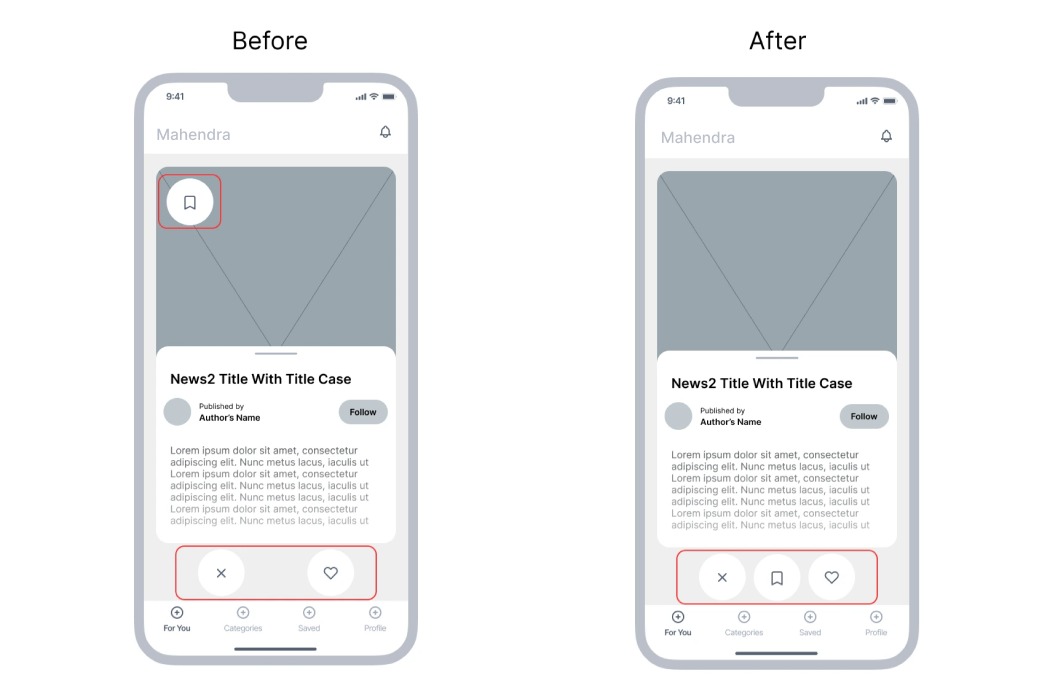 Before
9:41
Mahendra
News2 Title With Title Case
Published by
Author's Name
Follow
Lorem ipsum dolor sit amet, consectetur
adipiscing elit. Nunc metus lacus, iaculis ut
Lorem ipsum dolor sit amet, consectetur
adipiscing elit. Nunc metus lacus, iaculis ut
adipiscing elit. Nunc metus lacus, iaculis ut
Lorem ipsum dolor sit amet, consectetur
adipiscing elit. Nunc metus lacus, iaculis ut
For You
Categories
Saved
Profile
After
9:41
Mahendra
News2 Title With Title Case
Published by
Author's Name
Follow
Lorem ipsum dolor sit amet, consectetur
adipiscing elit. Nunc metus lacus, iaculis ut
Lorem ipsum dolor sit amet, consectetur
adipiscing elit. Nunc metus lacus, iaculis ut
adipiscing elit. Nunc metus lacus, iaculis ut
Lorem ipsum dolor sit amet, consectetur
adipiscing elit. Nunc metus lacus, iaculis ut
For You
Categories
Saved
Profile